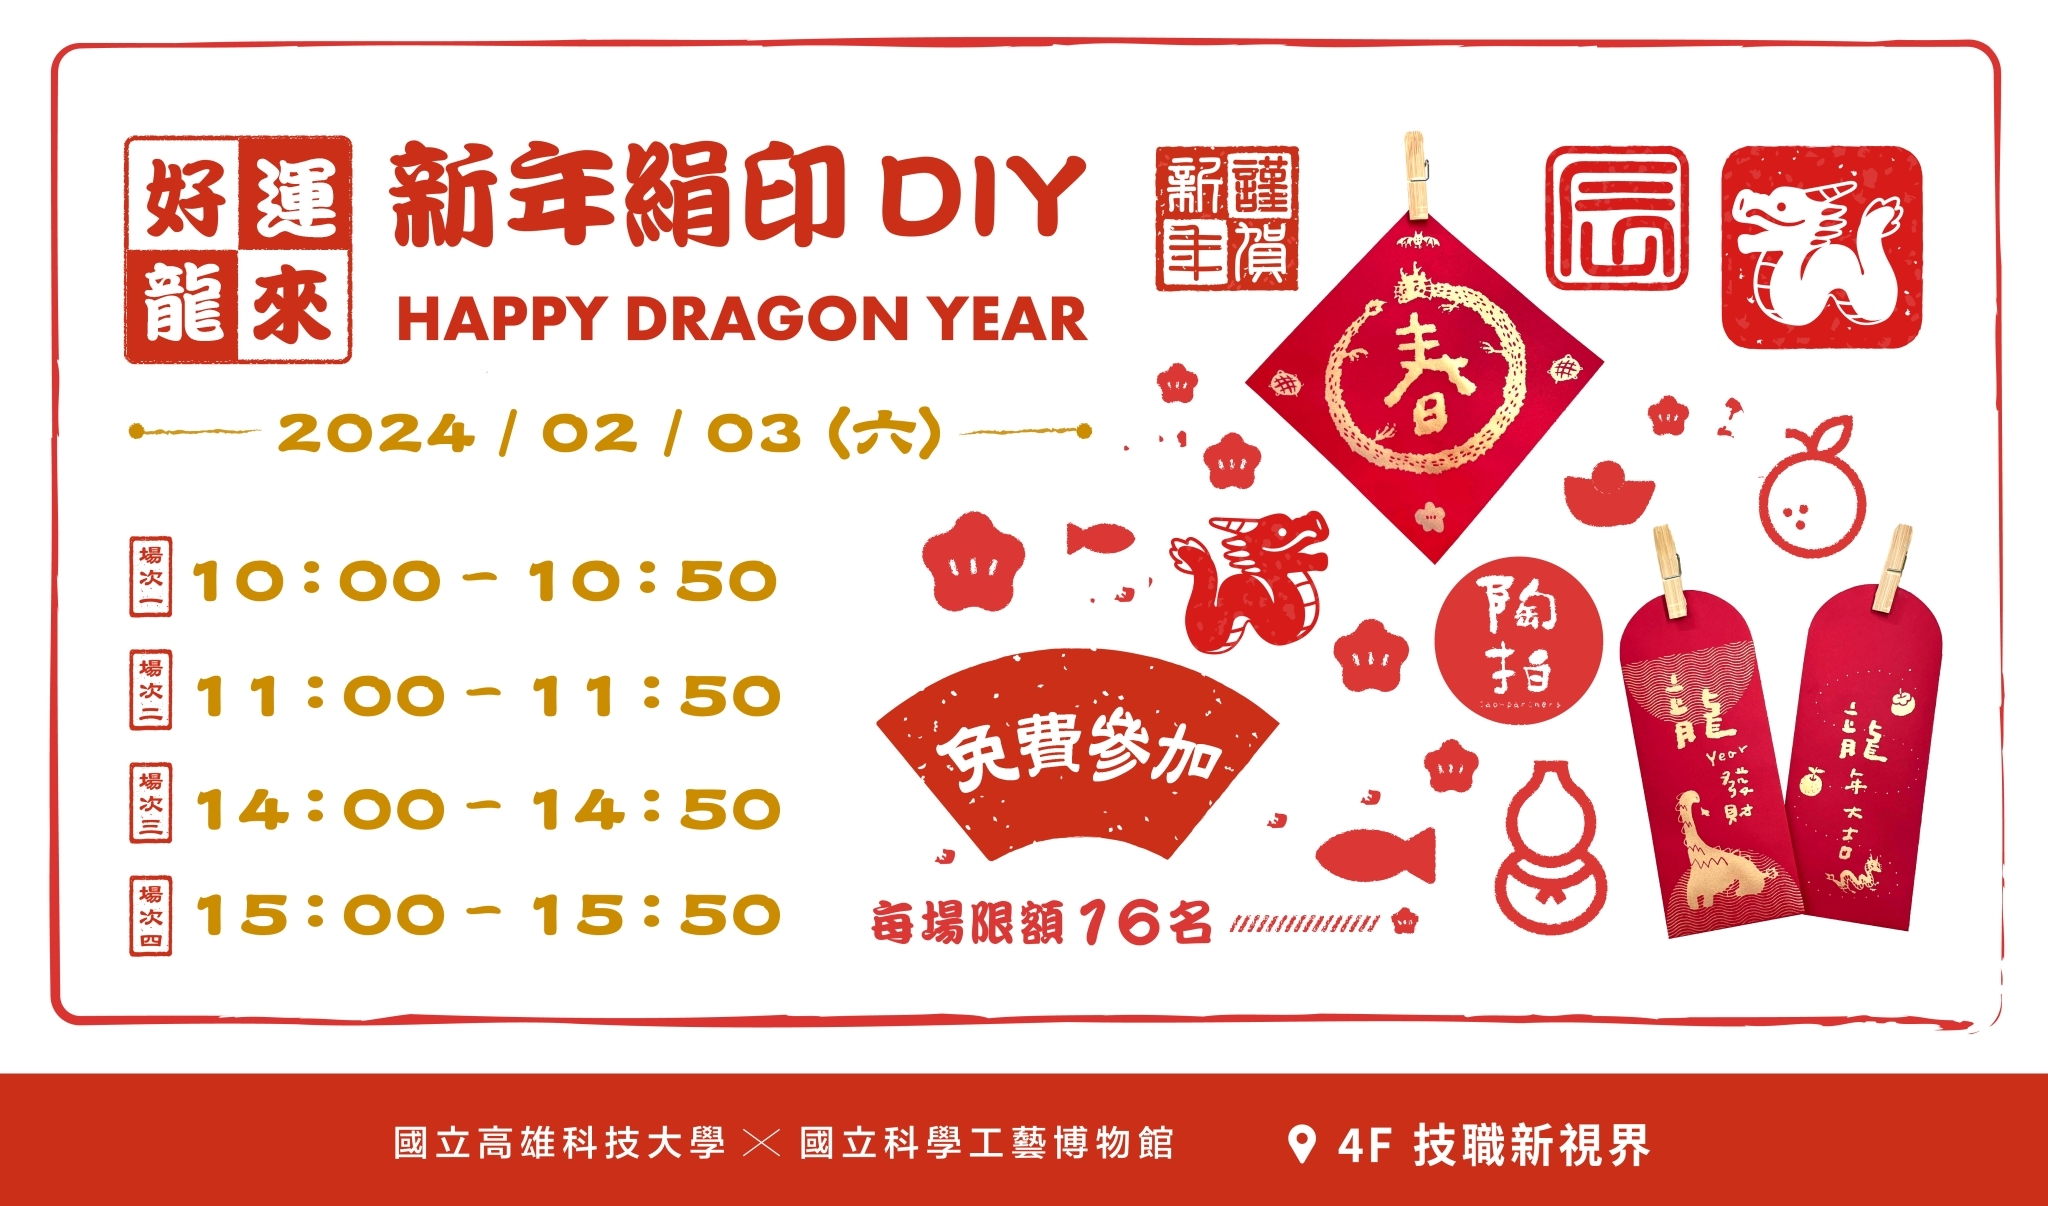 好運
龍來
新年絹印 DIY
HAPPY DRAGON YEAR
2024 / 02 / 03 (六)
場次一 10:00 - 10:50
場次二 11:00 - 11:50
場次三 14:00 - 14:50
場次四 15:00 - 15:50
謹賀新年
春
辰
陶拍
tao-partners
免費參加
每場限額 16名
龍
Year
發財
龍年大吉
國立高雄科技大學 × 國立科學工藝博物館
4F 技職新視界